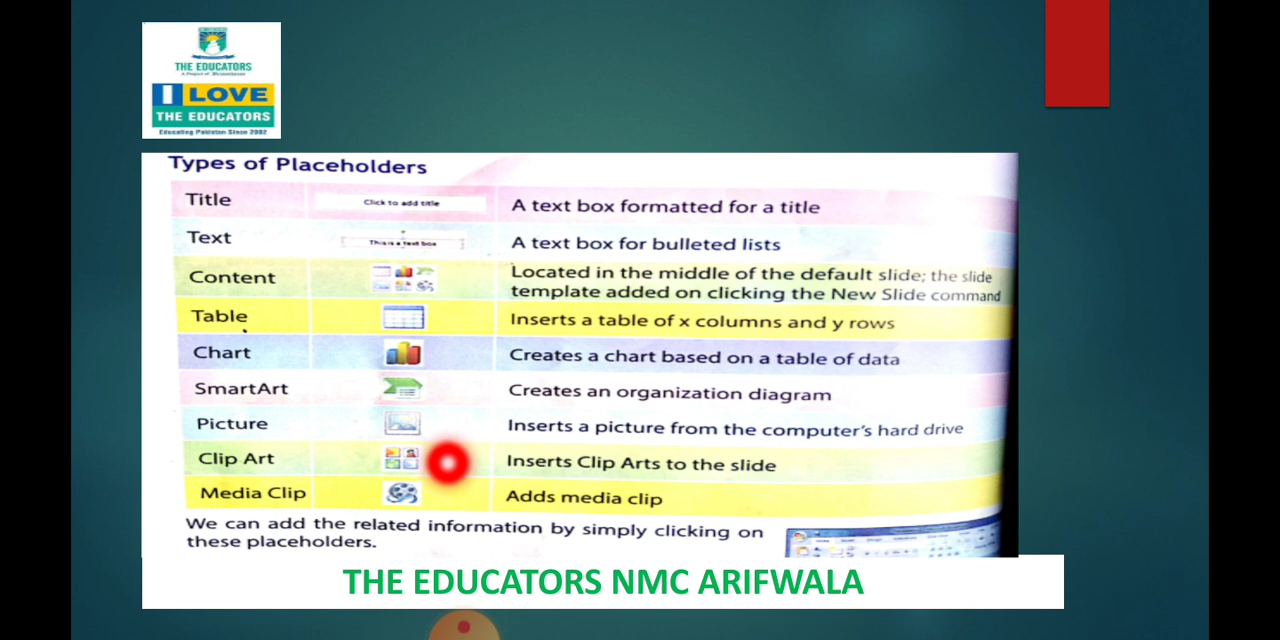 THE EDUCATORS
I LOVE
THE EDUCATORS
Educating Pakistan Since 2002
Types of Placeholders
Title Click to add title A text box formatted for a title
Text This is a text box A text box for bulleted lists
Content Located in the middle of the default slide; the slide
template added on clicking the New Slide command
Table Inserts a table of x columns and y rows
Chart Creates a chart based on a table of data
SmartArt Creates an organization diagram
Picture Inserts a picture from the computer's hard drive
Clip Art Inserts Clip Arts to the slide
Media Clip Adds media clip
We can add the related information by simply clicking on
these placeholders.
THE EDUCATORS NMC ARIFWALA